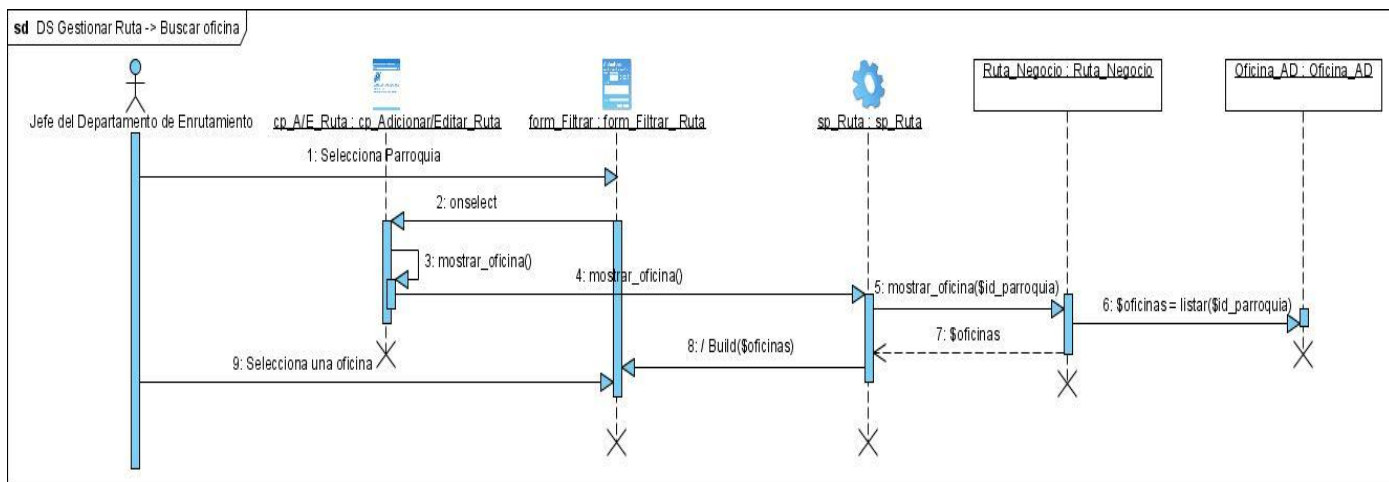 sd DS Gestionar Ruta -> Buscar oficina
Jefe del Departamento de Enrutamiento
cp_A/E_Ruta : cp_Adicionar/Editar_Ruta
form_Filtrar : form_Filtrar_ Ruta
sp_Ruta : sp_Ruta
Ruta_Negocio : Ruta_Negocio
Oficina_AD : Oficina_AD
1: Selecciona Parroquia
2: onselect
3: mostrar_oficina()
4: mostrar_oficina()
5: mostrar_oficina($id_parroquia)
6: $oficinas = listar($id_parroquia)
7: $oficinas
8: / Build($oficinas)
9: Selecciona una oficina